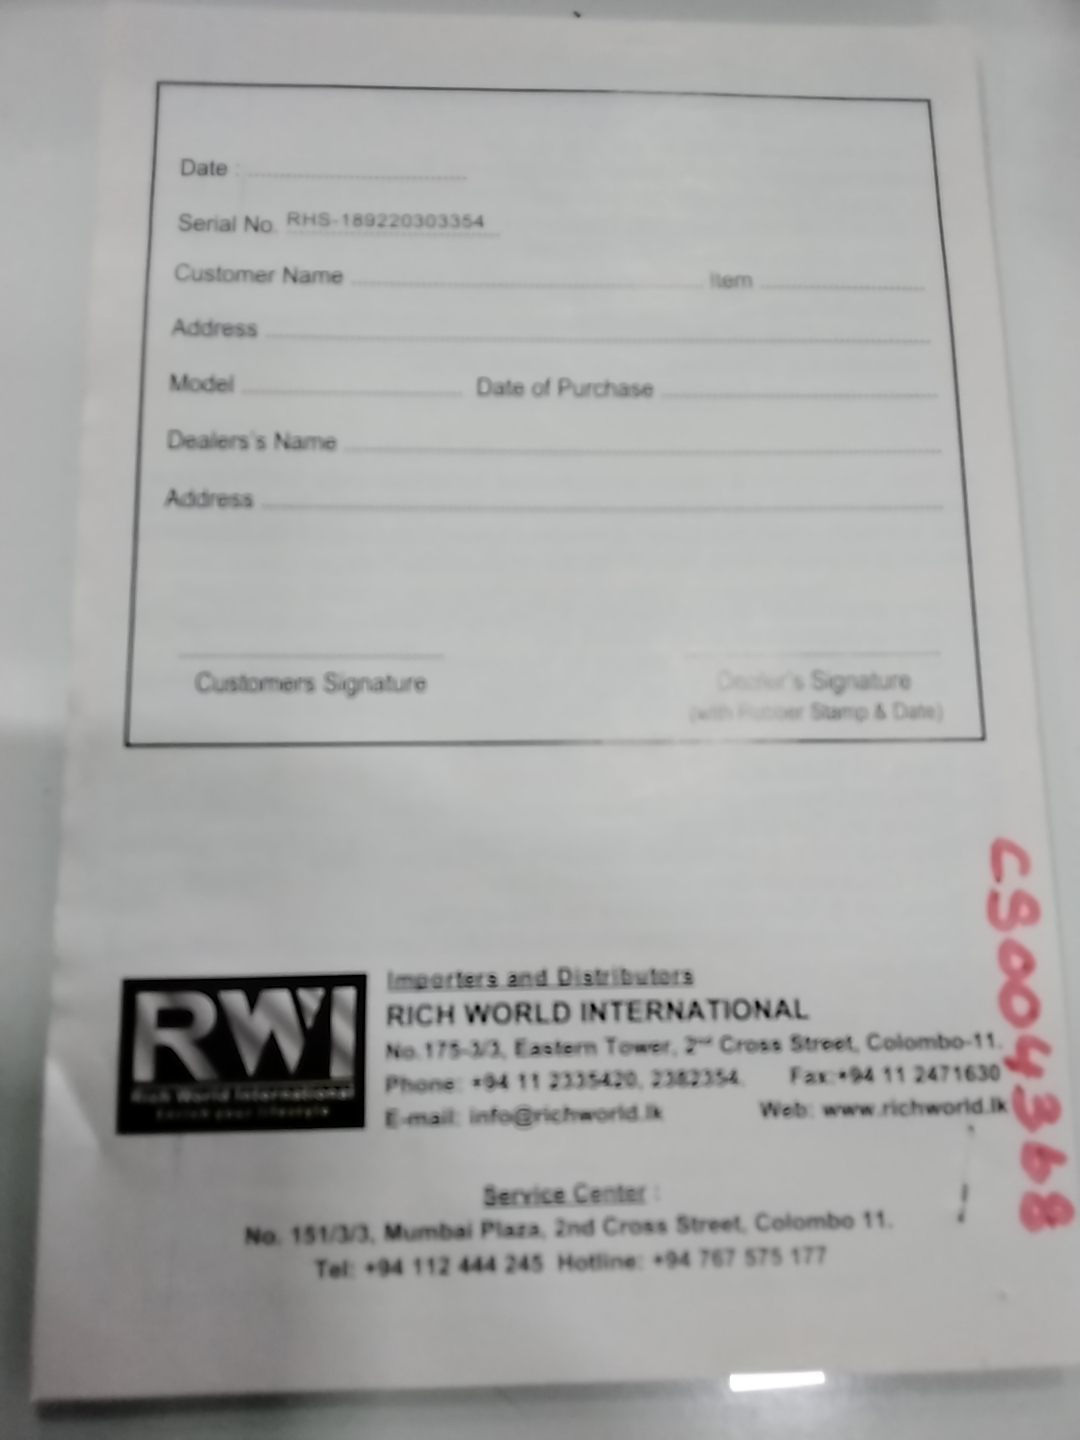 Date :
Serial No. RHS-189220303354
Customer Name Item
Address
Model Date of Purchase
Dealers's Name
Address
Customers Signature Dealer's Signature
(with Rubber Stamp & Date)
RWI
Rich World International
Enrich your lifestyle
Importers and Distributors
RICH WORLD INTERNATIONAL
No.175-3/3, Eastern Tower, 2nd Cross Street, Colombo-11.
Phone: +94 11 2335420, 2382354. Fax:+94 11 2471630
E-mail: info@richworld.lk Web: www.richworld.lk
Service Center :
No. 151/3/3, Mumbai Plaza, 2nd Cross Street, Colombo 11.
Tel: +94 112 444 245 Hotline: +94 767 575 177